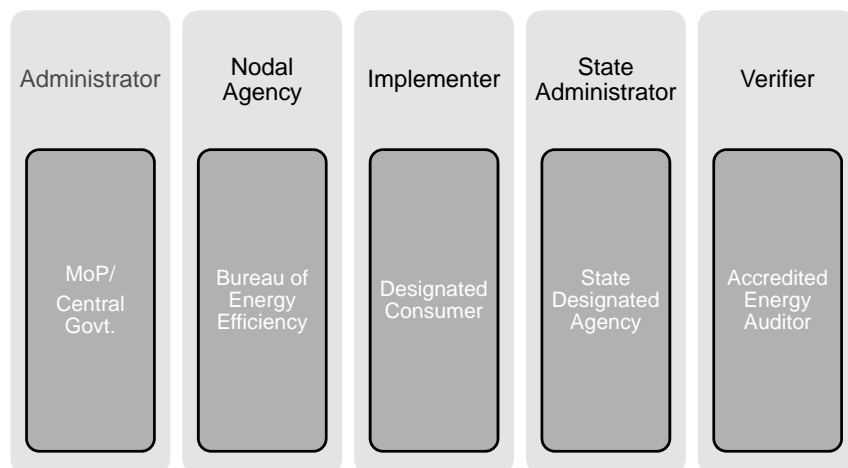 Administrator
MoP/
Central
Govt.
Nodal
Agency
Bureau of
Energy
Efficiency
Implementer
Designated
Consumer
State
Administrator
State
Designated
Agency
Verifier
Accredited
Energy
Auditor